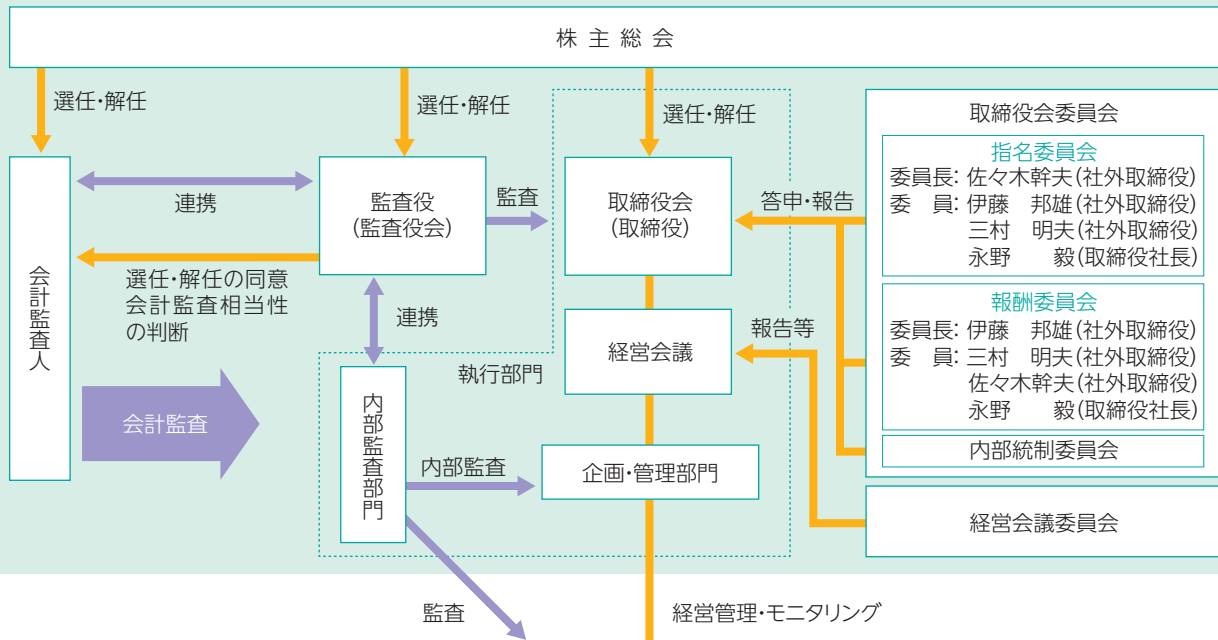 株主総会
選任・解任
選任・解任
選任・解任
会計監査人
連携
選任・解任の同意
会計監査相当性
の判断
会計監査
監査役
(監査役会)
監査
連携
執行部門
内部監査部門
内部監査
監査
取締役会
(取締役)
経営会議
企画・管理部門
経営管理・モニタリング
答申・報告
報告等
取締役会委員会
指名委員会
委員長: 佐々木幹夫(社外取締役)
委 員: 伊藤 邦雄(社外取締役)
三村 明夫(社外取締役)
永野 毅(取締役社長)
報酬委員会
委員長: 伊藤 邦雄(社外取締役)
委 員: 三村 明夫(社外取締役)
佐々木幹夫(社外取締役)
永野 毅(取締役社長)
内部統制委員会
経営会議委員会